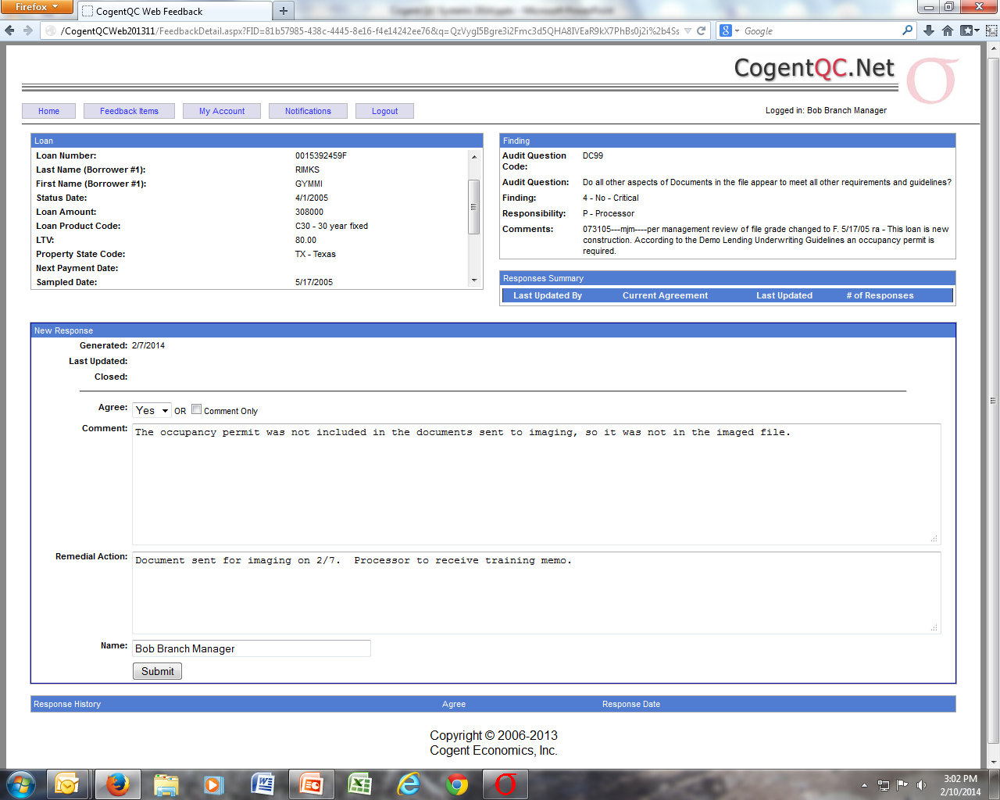 Firefox
CogentQC Web Feedback
CogentQC Systems 2014.pptx - Microsoft PowerPoint
/CogentQCWeb201311/FeedbackDetail.aspx?FID=81b57985-438c-4445-8e16-f4e14242ee76&q=QzVygI5Bgre3i2Fmc3d5QHA8IVEaR9kX7PhBs0j2i%2b4Ss
Google
CogentQC.Net
Home
Feedback Items
My Account
Notifications
Logout
Logged in: Bob Branch Manager
Loan
Loan Number: 0015392459F
Last Name (Borrower #1): RIMKS
First Name (Borrower #1): GYMMI
Status Date: 4/1/2005
Loan Amount: 308000
Loan Product Code: C30 - 30 year fixed
LTV: 80.00
Property State Code: TX - Texas
Next Payment Date:
Sampled Date: 5/17/2005
Finding
Audit Question Code: DC99
Audit Question: Do all other aspects of Documents in the file appear to meet all other requirements and guidelines?
Finding: 4 - No - Critical
Responsibility: P - Processor
Comments: 073105---mjm----per management review of file grade changed to F. 5/17/05 ra - This loan is new
construction. According to the Demo Lending Underwriting Guidelines an occupancy permit is
required.
Responses Summary
Last Updated By Current Agreement Last Updated # of Responses
New Response
Generated: 2/7/2014
Last Updated:
Closed:
Agree: Yes OR Comment Only
Comment: The occupancy permit was not included in the documents sent to imaging, so it was not in the imaged file.
Remedial Action: Document sent for imaging on 2/7.  Processor to receive training memo.
Name: Bob Branch Manager
Submit
Response History Agree Response Date
Copyright © 2006-2013
Cogent Economics, Inc.
3:02 PM
2/10/2014